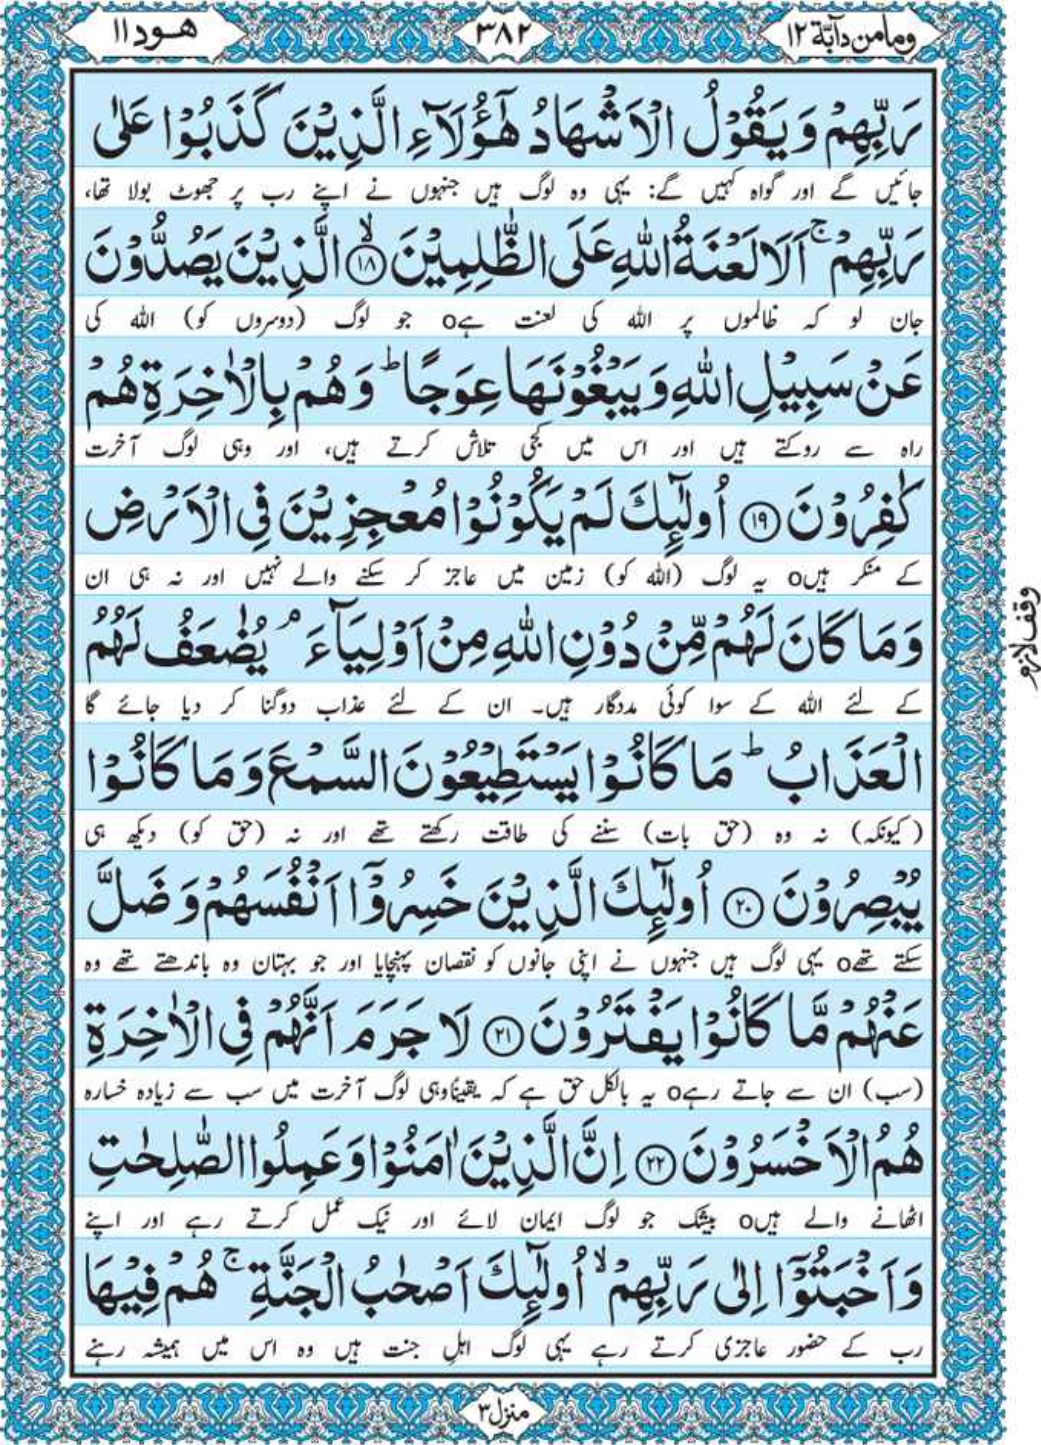 وما من دآبة ١٢
٣٨٢
هود ١١
رَبِّهِمْ وَيَقُوْلُ الْاَشْهَادُ هٰۤؤُلَآءِ الَّذِيْنَ كَذَبُوْا عَلٰى
جائیں گے اور گواہ کہیں گے: یہی وہ لوگ ہیں جنہوں نے اپنے رب پر جھوٹ بولا تھا،
رَبِّهِمْ ۚ اَلَا لَعْنَةُ اللّٰهِ عَلَى الظّٰلِمِيْنَ ۙ﴿١٨﴾ الَّذِيْنَ يَصُدُّوْنَ
جان لو کہ ظالموں پر اللہ کی لعنت ہےo جو لوگ (دوسروں کو) اللہ کی
عَنْ سَبِيْلِ اللّٰهِ وَيَبْغُوْنَهَا عِوَجًا ؕ وَهُمْ بِالْاٰخِرَةِ هُمْ
راہ سے روکتے ہیں اور اس میں کجی تلاش کرتے ہیں، اور وہی لوگ آخرت
كٰفِرُوْنَ ﴿١٩﴾ اُولٰٓئِكَ لَمْ يَكُوْنُوْا مُعْجِزِيْنَ فِى الْاَرْضِ
کے منکر ہیںo یہ لوگ (اللہ کو) زمین میں عاجز کر سکنے والے نہیں اور نہ ہی ان
وَمَا كَانَ لَهُمْ مِّنْ دُوْنِ اللّٰهِ مِنْ اَوْلِيَآءَ ۘ يُضٰعَفُ لَهُمُ
وقف لازم
کے لئے اللہ کے سوا کوئی مددگار ہیں۔ ان کے لئے عذاب دوگنا کر دیا جائے گا
الْعَذَابُ ؕ مَا كَانُوْا يَسْتَطِيْعُوْنَ السَّمْعَ وَمَا كَانُوْا
(کیونکہ) نہ وہ (حق بات) سننے کی طاقت رکھتے تھے اور نہ (حق کو) دیکھ ہی
يُبْصِرُوْنَ ﴿٢٠﴾ اُولٰٓئِكَ الَّذِيْنَ خَسِرُوْۤا اَنْفُسَهُمْ وَضَلَّ
سکتے تھےo یہی لوگ ہیں جنہوں نے اپنی جانوں کو نقصان پہنچایا اور جو بہتان وہ باندھتے تھے وہ
عَنْهُمْ مَّا كَانُوْا يَفْتَرُوْنَ ﴿٢١﴾ لَا جَرَمَ اَنَّهُمْ فِى الْاٰخِرَةِ
(سب) ان سے جاتے رہےo یہ بالکل حق ہے کہ یقیناً وہی لوگ آخرت میں سب سے زیادہ خسارہ
هُمُ الْاَخْسَرُوْنَ ﴿٢٢﴾ اِنَّ الَّذِيْنَ اٰمَنُوْا وَعَمِلُوا الصّٰلِحٰتِ
اٹھانے والے ہیںo بیشک جو لوگ ایمان لائے اور نیک عمل کرتے رہے اور اپنے
وَاَخْبَتُوْۤا اِلٰى رَبِّهِمْ ۙ اُولٰٓئِكَ اَصْحٰبُ الْجَنَّةِ ۚ هُمْ فِيْهَا
رب کے حضور عاجزی کرتے رہے یہی لوگ اہلِ جنت ہیں وہ اس میں ہمیشہ رہنے
منزل ٣